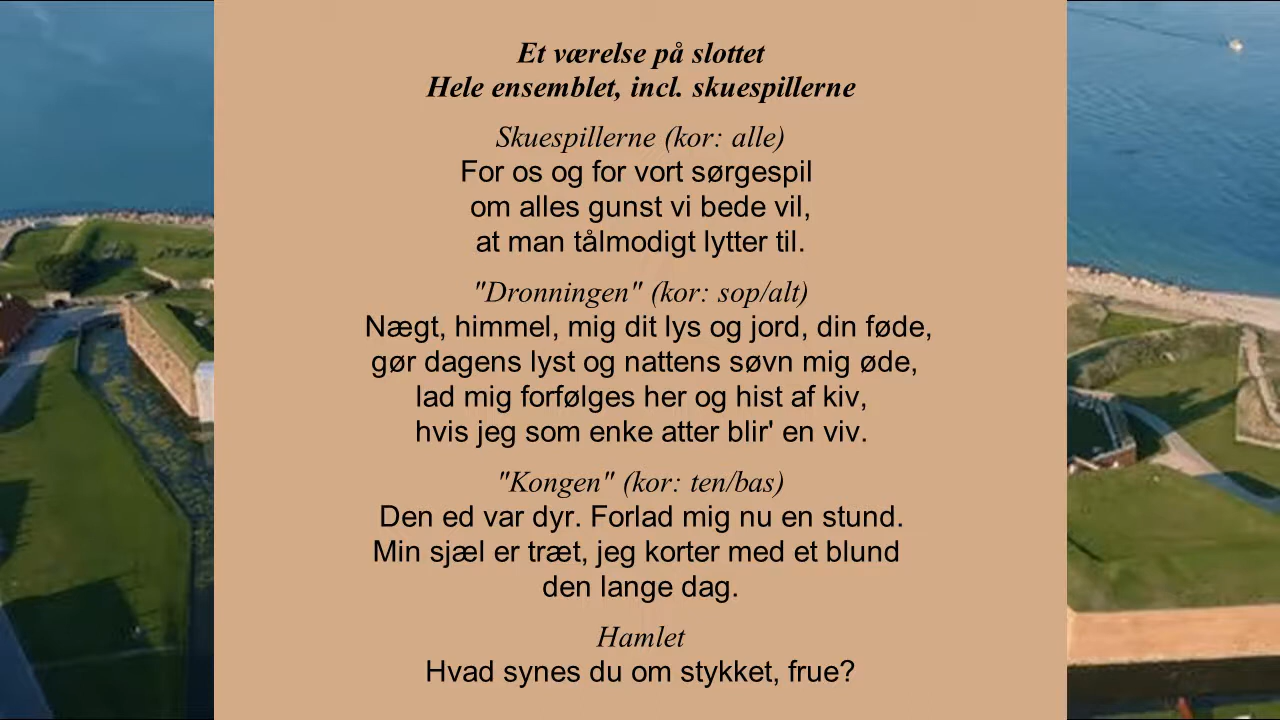 Et værelse på slottet
Hele ensemblet, incl. skuespillerne
Skuespillerne (kor: alle)
For os og for vort sørgespil
om alles gunst vi bede vil,
at man tålmodigt lytter til.
"Dronningen" (kor: sop/alt)
Nægt, himmel, mig dit lys og jord, din føde,
gør dagens lyst og nattens søvn mig øde,
lad mig forfølges her og hist af kiv,
hvis jeg som enke atter blir' en viv.
"Kongen" (kor: ten/bas)
Den ed var dyr. Forlad mig nu en stund.
Min sjæl er træt, jeg korter med et blund
den lange dag.
Hamlet
Hvad synes du om stykket, frue?